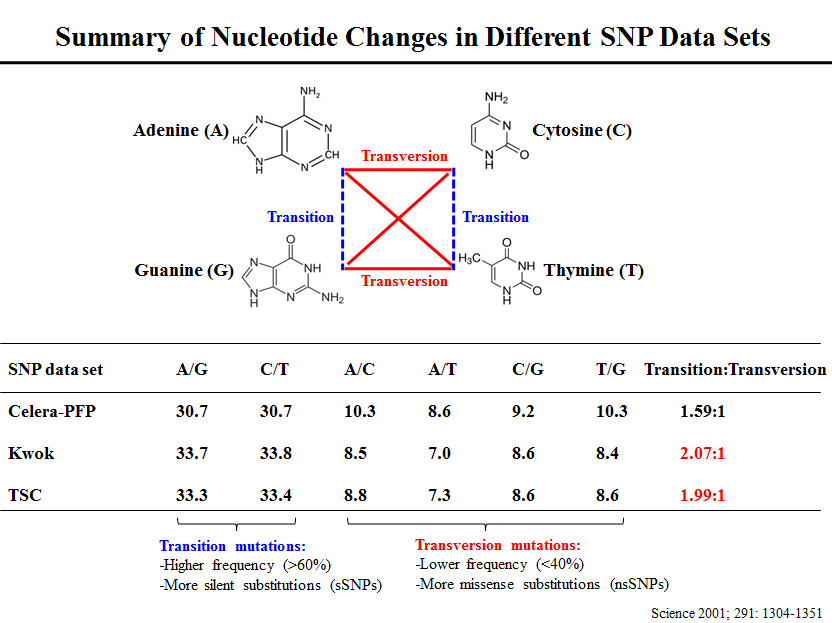 Summary of Nucleotide Changes in Different SNP Data Sets
NH2
NH2
Adenine (A)
N
N
HC
N
H
N
CH
N
N
H
O
Cytosine (C)
Transversion
Transition
Transition
O
O
Guanine (G)
N
NH
N
H
N
NH2
H3C
NH
N
H
O
Thymine (T)
Transversion
SNP data set A/G C/T A/C A/T C/G T/G Transition:Transversion
Celera-PFP 30.7 30.7 10.3 8.6 9.2 10.3 1.59:1
Kwok 33.7 33.8 8.5 7.0 8.6 8.4 2.07:1
TSC 33.3 33.4 8.8 7.3 8.6 8.6 1.99:1
Transition mutations:
-Higher frequency (>60%)
-More silent substitutions (sSNPs)
Transversion mutations:
-Lower frequency (<40%)
-More missense substitutions (nsSNPs)
Science 2001; 291: 1304-1351